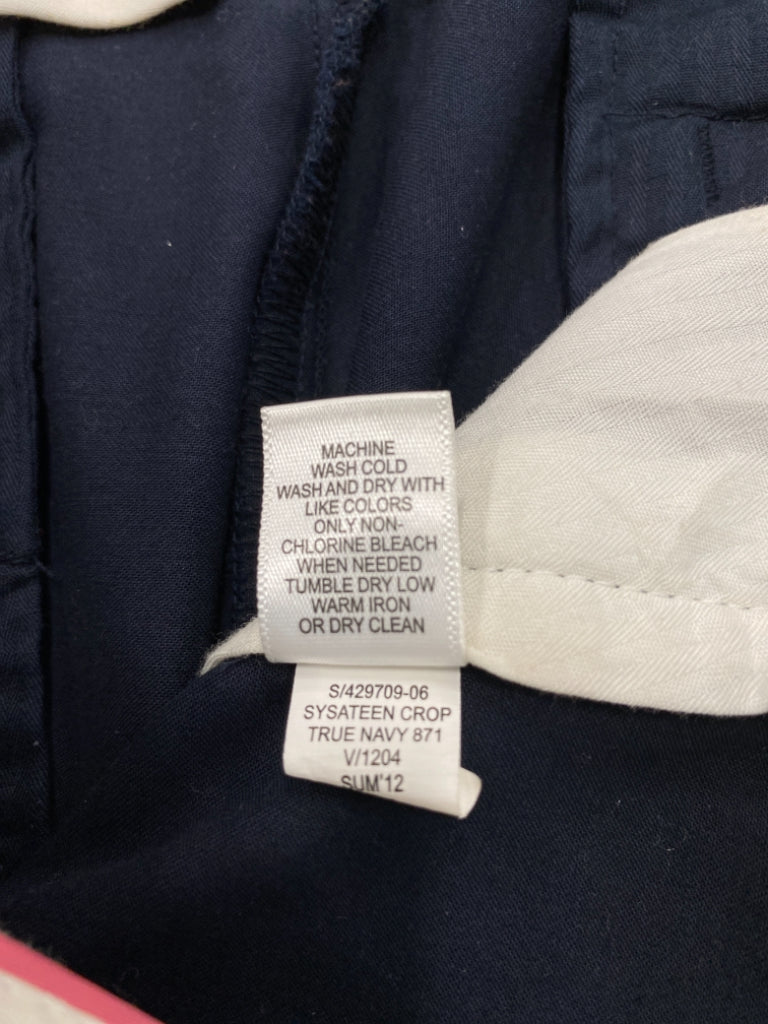 MACHINE
WASH COLD
WASH AND DRY WITH
LIKE COLORS
ONLY NON-
CHLORINE BLEACH
WHEN NEEDED
TUMBLE DRY LOW
WARM IRON
OR DRY CLEAN
S/429709-06
SYSATEEN CROP
TRUE NAVY 871
V/1204
SUM'12